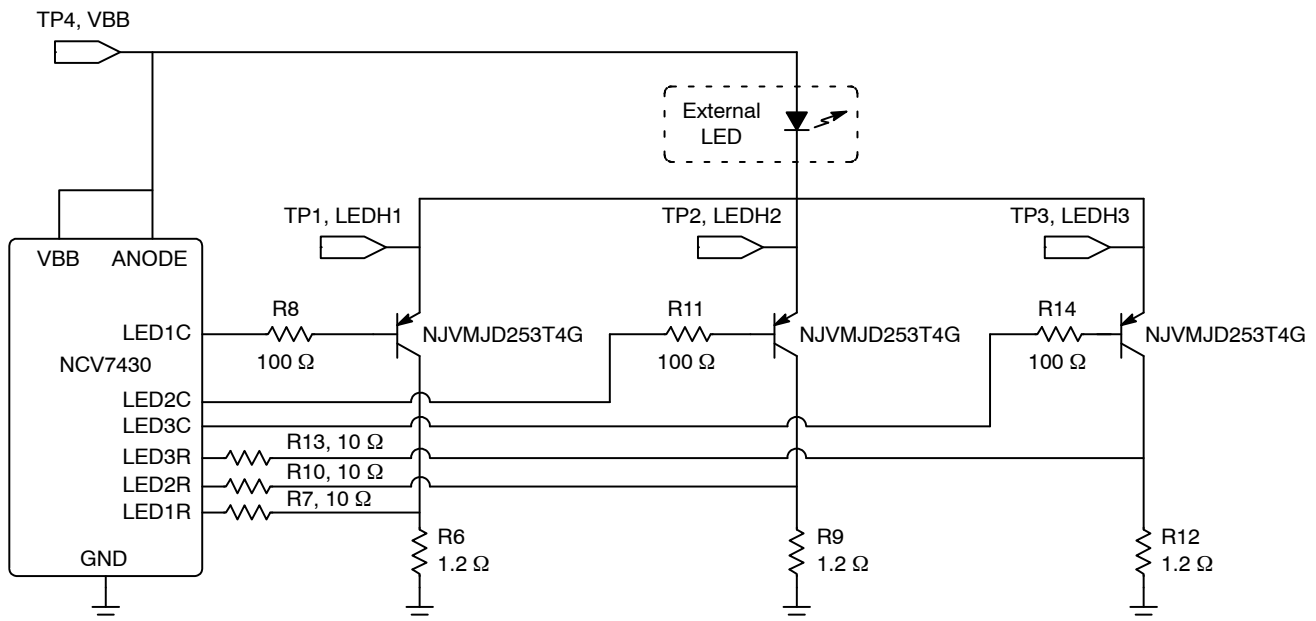 TP4, VBB
External
LED
TP1, LEDH1
TP2, LEDH2
TP3, LEDH3
VBB
ANODE
R8
R11
R14
LED1C
NJVMJD253T4G
NJVMJD253T4G
NJVMJD253T4G
100 Ω
100 Ω
100 Ω
NCV7430
LED2C
LED3C
R13, 10 Ω
LED3R
R10, 10 Ω
LED2R
R7, 10 Ω
LED1R
R6
1.2 Ω
R9
1.2 Ω
R12
1.2 Ω
GND